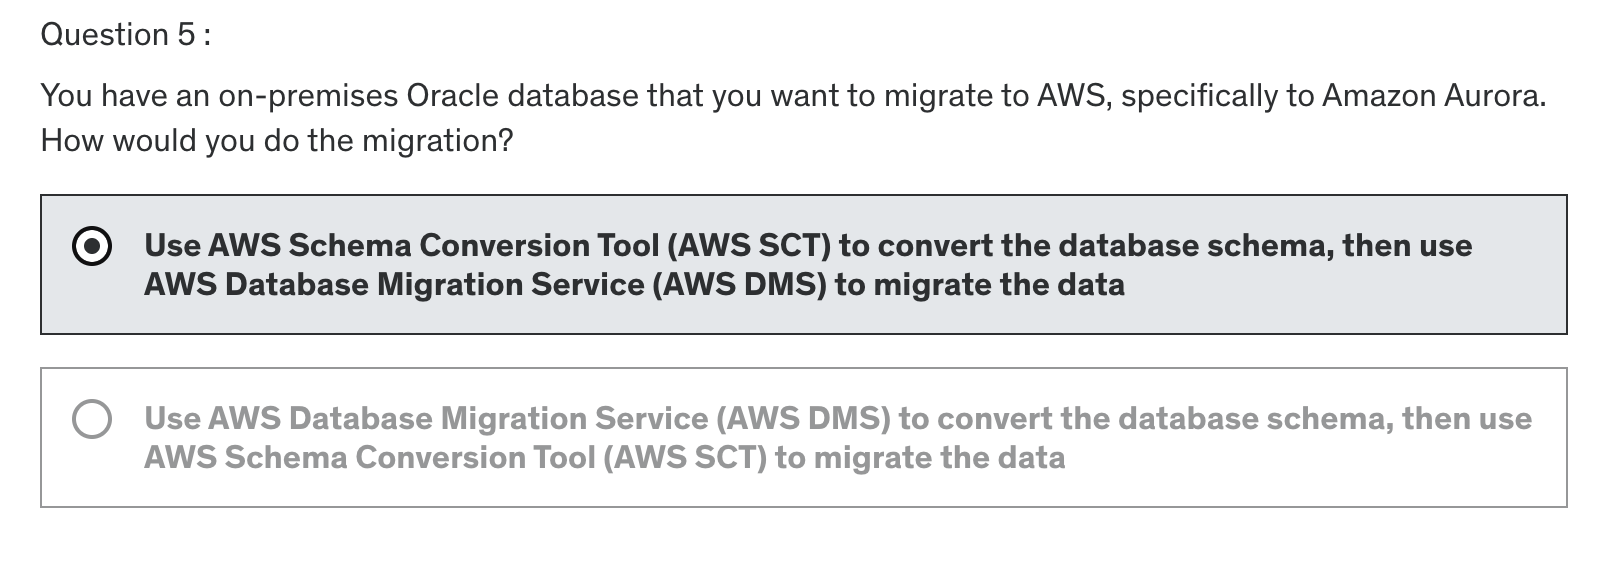 Question 5 :
You have an on-premises Oracle database that you want to migrate to AWS, specifically to Amazon Aurora.
How would you do the migration?
Use AWS Schema Conversion Tool (AWS SCT) to convert the database schema, then use
AWS Database Migration Service (AWS DMS) to migrate the data
Use AWS Database Migration Service (AWS DMS) to convert the database schema, then use
AWS Schema Conversion Tool (AWS SCT) to migrate the data